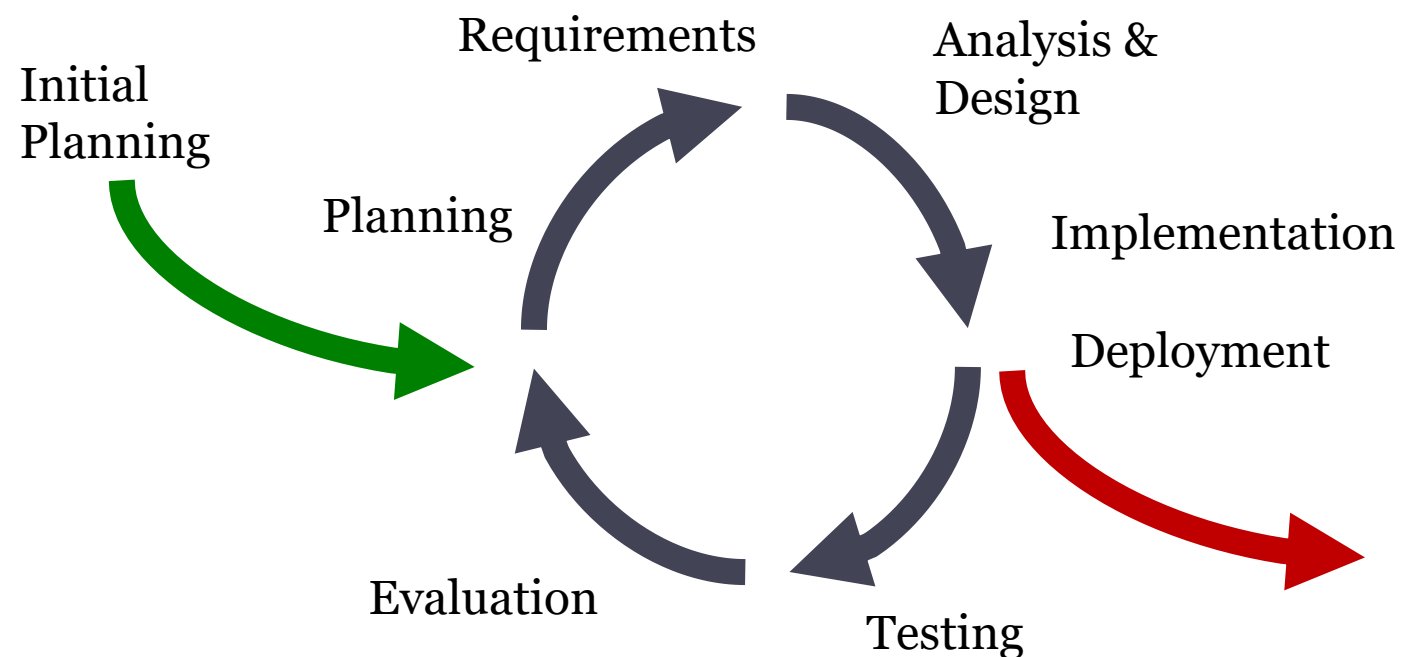 Initial
Planning
Requirements
Analysis &
Design
Planning
Implementation
Deployment
Evaluation
Testing